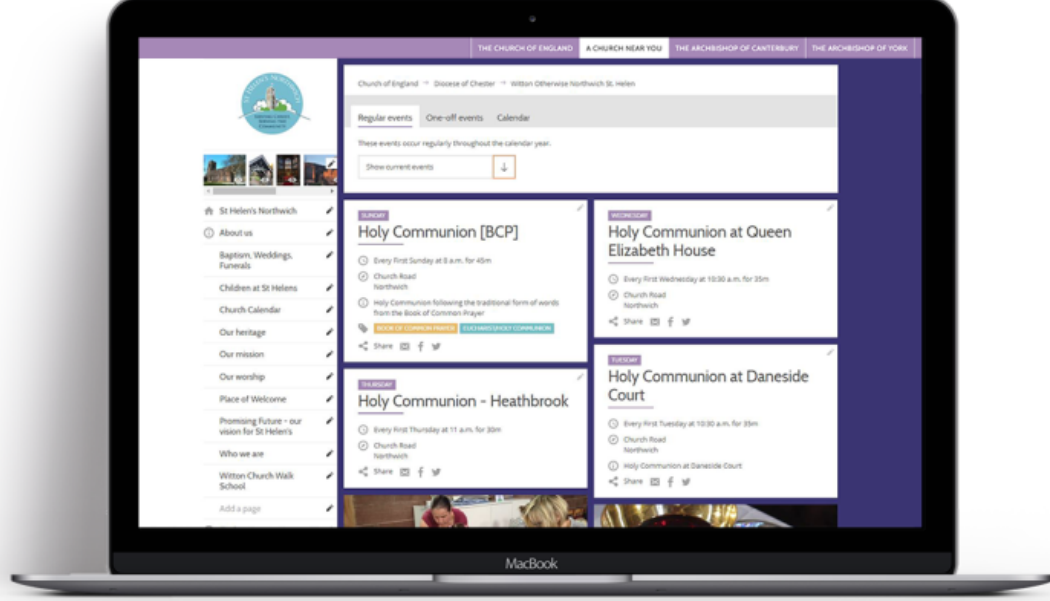 THE CHURCH OF ENGLAND
A CHURCH NEAR YOU
THE ARCHBISHOP OF CANTERBURY
THE ARCHBISHOP OF YORK
ST HELEN'S NORTHWICH
Church of England → Diocese of Chester → Witton Otherwise Northwich St. Helen
Regular events
One-off events
Calendar
These events occur regularly throughout the calendar year.
Show current events
St Helen's Northwich
About us
Baptism, Weddings,
Funerals
Children at St Helens
Church Calendar
Our heritage
Our mission
Our worship
Place of Welcome
Promising Future - our
vision for St Helen's
Who we are
Witton Church Walk
School
Add a page
SUNDAY
Holy Communion [BCP]
Every First Sunday at 8 a.m. for 45m
Church Road
Northwich
Holy Communion following the traditional form of words
from the Book of Common Prayer
BOOK OF COMMON PRAYER
EUCHARIST/HOLY COMMUNION
Share
THURSDAY
Holy Communion - Heathbrook
Every First Thursday at 11 a.m. for 30m
Church Road
Northwich
Share
WEDNESDAY
Holy Communion at Queen
Elizabeth House
Every First Wednesday at 10:30 a.m. for 35m
Church Road
Northwich
Share
TUESDAY
Holy Communion at Daneside
Court
Every First Tuesday at 10:30 a.m. for 35m
Church Road
Northwich
Holy Communion at Daneside Court
Share
MacBook